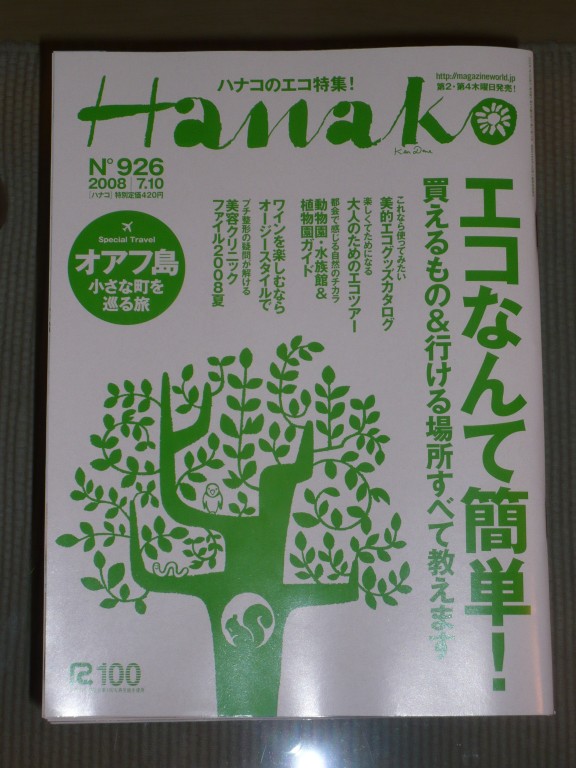 ハナコのエコ特集！
http://magazineworld.jp
第2・第4木曜日発売！
Hanako
Nº 926
2008 7.10
［ハナコ］特別定価420円
Special Travel
オアフ島
小さな町を
巡る旅
エコなんて簡単！
買えるもの&行ける場所すべて教えます
これなら使ってみたい
美的エコグッズカタログ
楽しくてためになる
大人のためのエコツアー
都会で感じる自然のチカラ
動物園・水族館&
植物園ガイド
ワインを楽しむなら
オージースタイルで
プチ整形の疑問が解ける
美容クリニック
ファイル2008夏
R100